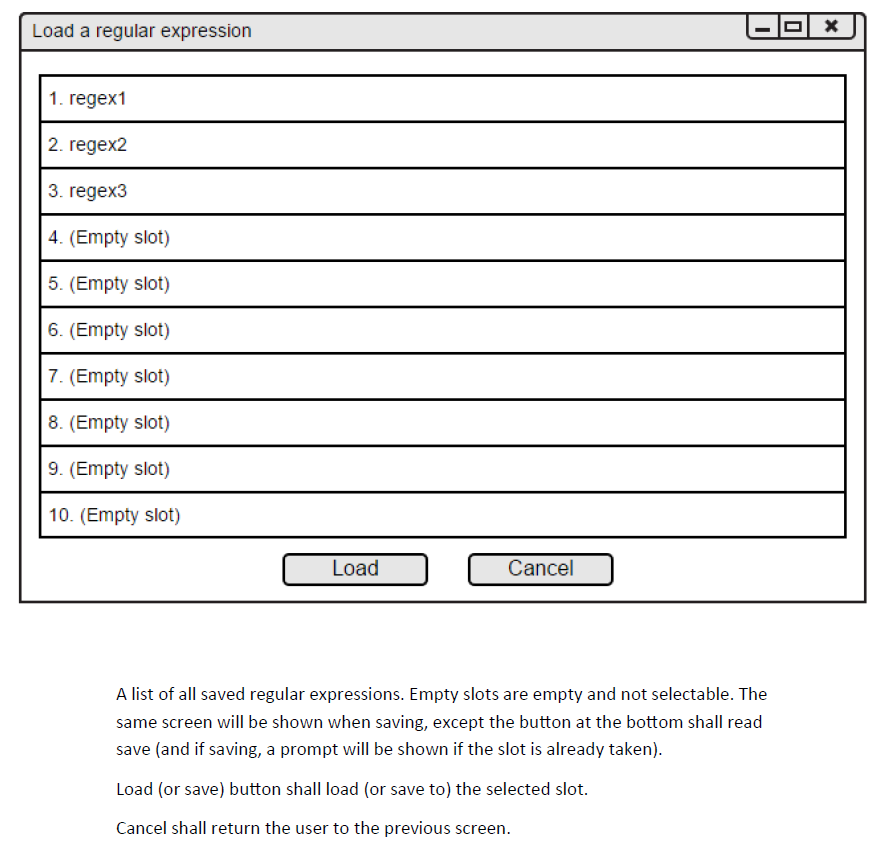 Load a regular expression
1. regex1
2. regex2
3. regex3
4. (Empty slot)
5. (Empty slot)
6. (Empty slot)
7. (Empty slot)
8. (Empty slot)
9. (Empty slot)
10. (Empty slot)
Load Cancel
A list of all saved regular expressions. Empty slots are empty and not selectable. The
same screen will be shown when saving, except the button at the bottom shall read
save (and if saving, a prompt will be shown if the slot is already taken).
Load (or save) button shall load (or save to) the selected slot.
Cancel shall return the user to the previous screen.